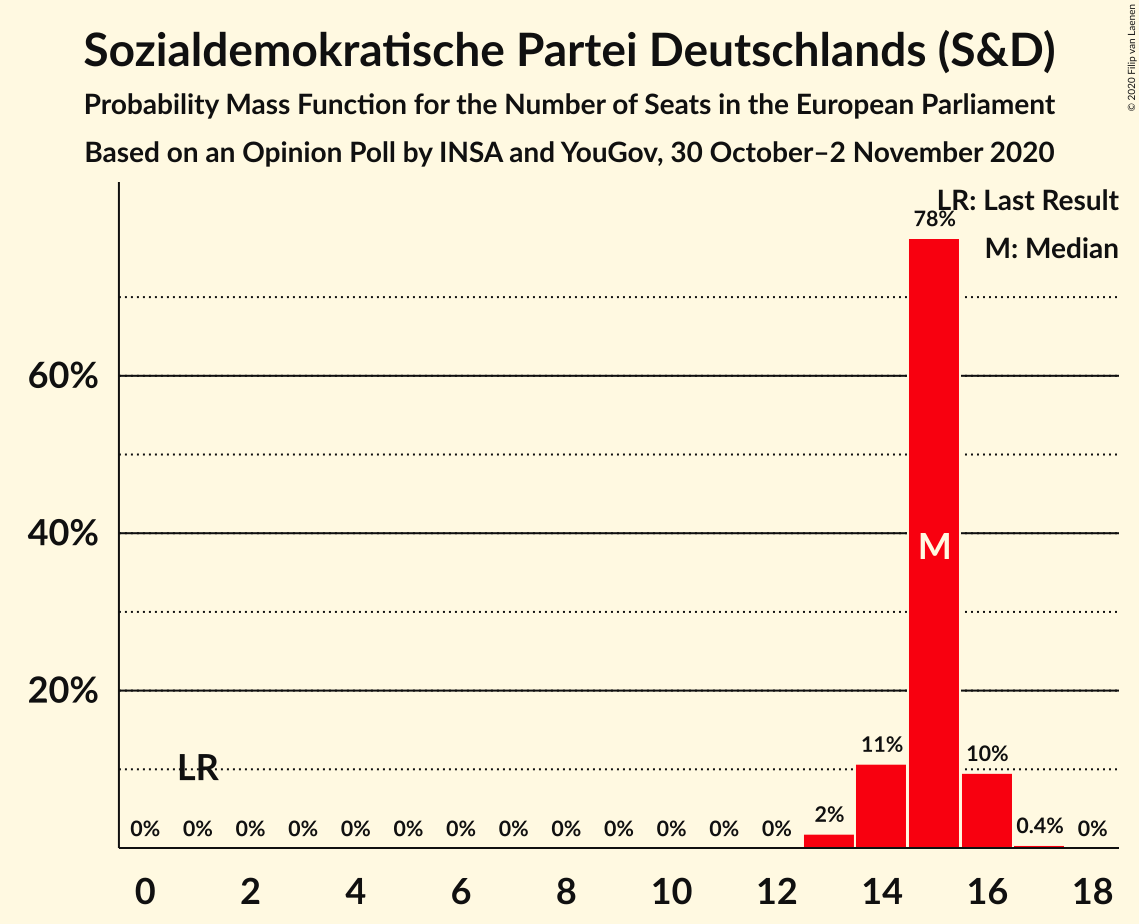 Sozialdemokratische Partei Deutschlands (S&D)
Probability Mass Function for the Number of Seats in the European Parliament
Based on an Opinion Poll by INSA and YouGov, 30 October–2 November 2020
© 2020 Filip van Laenen
LR: Last Result
M: Median
78%
60%
40%
20%
M
LR
0% 0% 0% 0% 0% 0% 0% 0% 0% 0% 0% 0% 0% 2% 11% 10% 0.4% 0%
0 2 4 6 8 10 12 14 16 18